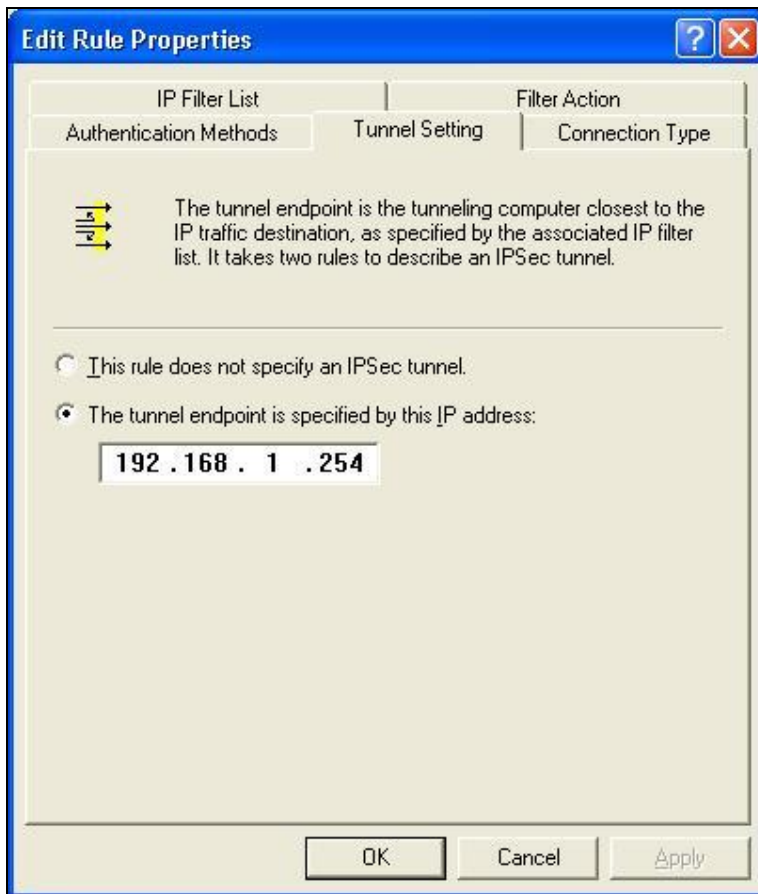 Edit Rule Properties
IP Filter List
Filter Action
Authentication Methods
Tunnel Setting
Connection Type
The tunnel endpoint is the tunneling computer closest to the
IP traffic destination, as specified by the associated IP filter
list. It takes two rules to describe an IPSec tunnel.
This rule does not specify an IPSec tunnel.
The tunnel endpoint is specified by this IP address:
192 . 168 . 1 . 254
OK
Cancel
Apply